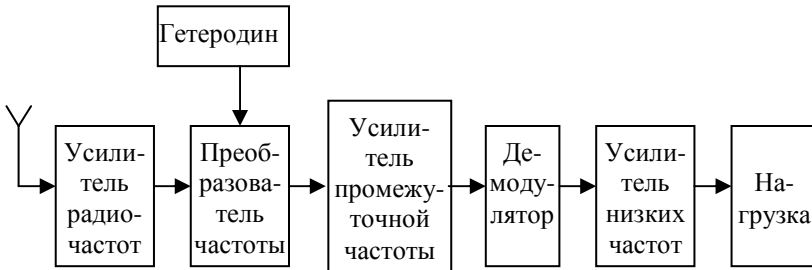 Гетеродин
Усили-
тель
радио-
частот
Преоб-
разова-
тель
частоты
Усили-
тель
промежу-
точной
частоты
Де-
моду-
лятор
Усили-
тель
низких
частот
На-
грузка